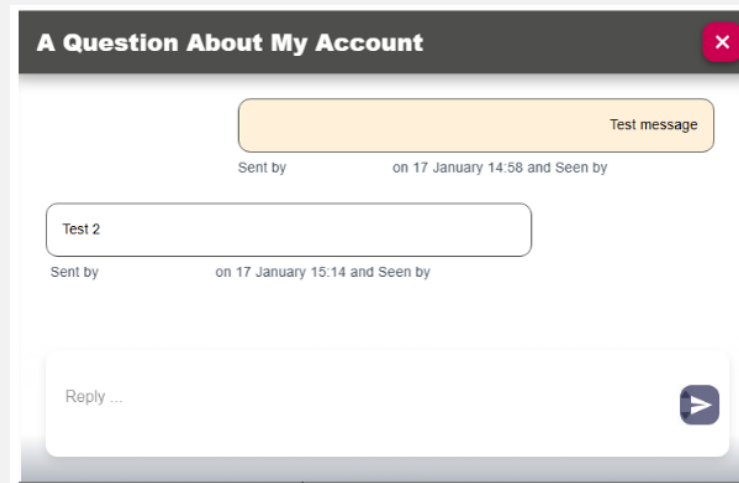 A Question About My Account
Test message
Sent by on 17 January 14:58 and Seen by
Test 2
Sent by on 17 January 15:14 and Seen by
Reply ...